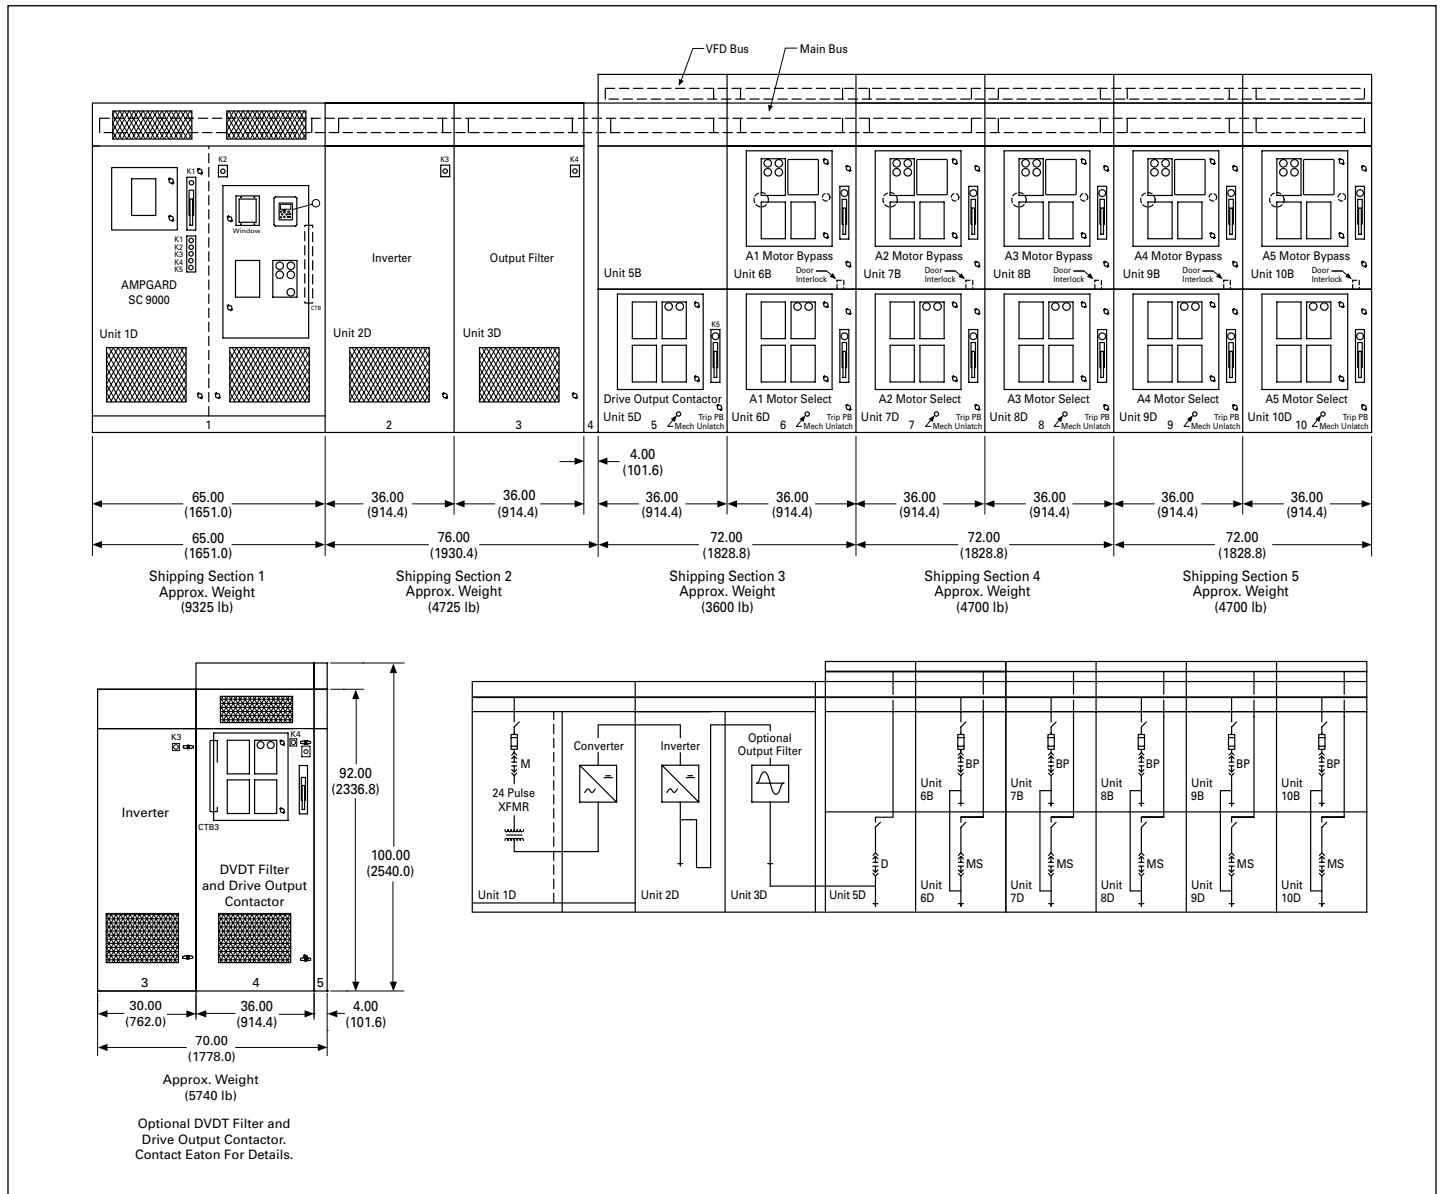 VFD Bus
Main Bus
K1
K2
K3
K4
Window
K1
K2
K3
K4
K5
AMPGARD
SC 9000
CTB
Unit 1D
Inverter
Unit 2D
Output Filter
Unit 3D
Unit 5B
A1 Motor Bypass
Unit 6B
Door
Interlock
A2 Motor Bypass
Unit 7B
Door
Interlock
A3 Motor Bypass
Unit 8B
Door
Interlock
A4 Motor Bypass
Unit 9B
Door
Interlock
A5 Motor Bypass
Unit 10B
K5
Drive Output Contactor
Unit 5D
Trip PB
Mech Unlatch
A1 Motor Select
Unit 6D
Trip PB
Mech Unlatch
A2 Motor Select
Unit 7D
Trip PB
Mech Unlatch
A3 Motor Select
Unit 8D
Trip PB
Mech Unlatch
A4 Motor Select
Unit 9D
Trip PB
Mech Unlatch
A5 Motor Select
Unit 10D
Trip PB
Mech Unlatch
1 2 3 4 5 6 7 8 9 10
4.00
(101.6)
65.00
(1651.0)
36.00
(914.4)
36.00
(914.4)
36.00
(914.4)
36.00
(914.4)
36.00
(914.4)
36.00
(914.4)
36.00
(914.4)
36.00
(914.4)
65.00
(1651.0)
76.00
(1930.4)
72.00
(1828.8)
72.00
(1828.8)
72.00
(1828.8)
Shipping Section 1
Approx. Weight
(9325 lb)
Shipping Section 2
Approx. Weight
(4725 lb)
Shipping Section 3
Approx. Weight
(3600 lb)
Shipping Section 4
Approx. Weight
(4700 lb)
Shipping Section 5
Approx. Weight
(4700 lb)
K3
K4
Inverter
CTB3
DVDT Filter
and Drive Output
Contactor
92.00
(2336.8)
100.00
(2540.0)
3 4 5
30.00
(762.0)
36.00
(914.4)
4.00
(101.6)
70.00
(1778.0)
Approx. Weight
(5740 lb)
Optional DVDT Filter and
Drive Output Contactor.
Contact Eaton For Details.
M
24 Pulse
XFMR
Unit 1D
Converter
Inverter
Unit 2D
Optional
Output Filter
Unit 3D
D
Unit 5D
BP
Unit
6B
BP
Unit
7B
BP
Unit
8B
BP
Unit
9B
BP
Unit
10B
MS
Unit
6D
MS
Unit
7D
MS
Unit
8D
MS
Unit
9D
MS
Unit
10D